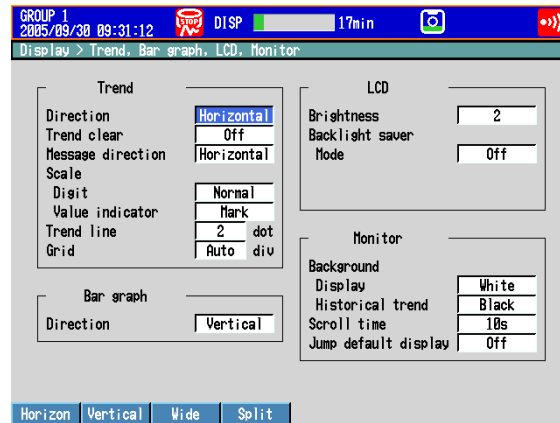 GROUP 1
2005/09/30 09:31:12
STOP
DISP
17min
Display > Trend, Bar graph, LCD, Monitor
Trend
Direction Horizontal
Trend clear Off
Message direction Horizontal
Scale
Digit Normal
Value indicator Mark
Trend line 2 dot
Grid Auto div
Bar graph
Direction Vertical
LCD
Brightness 2
Backlight saver
Mode Off
Monitor
Background
Display White
Historical trend Black
Scroll time 10s
Jump default display Off
Horizon Vertical Wide Split